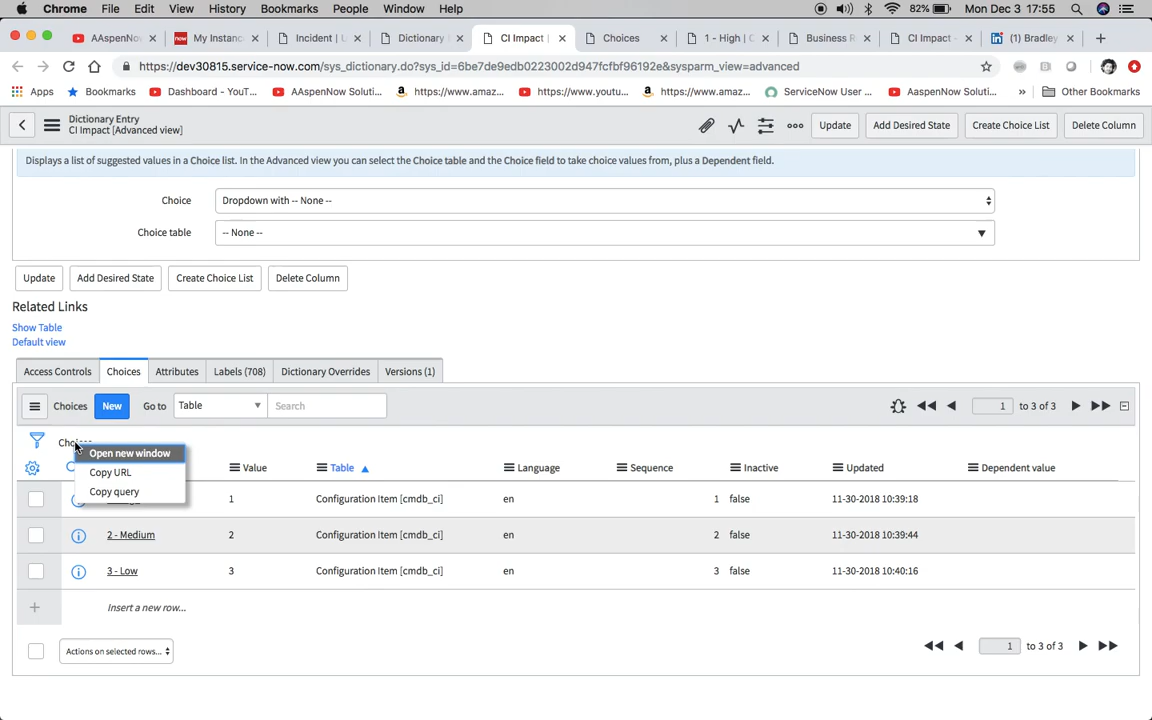 Chrome File Edit View History Bookmarks People Window Help 82% Mon Dec 3 17:55
AAspenNow My Instanc Incident | U Dictionary CI Impact | Choices 1 - High | C Business R CI Impact - (1) Bradley
https://dev30815.service-now.com/sys_dictionary.do?sys_id=6be7de9edb0223002d947fcfbf96192e&sysparm_view=advanced
Apps Bookmarks Dashboard - YouT... AAspenNow Soluti... https://www.amaz... https://www.youtu... https://www.amaz... ServiceNow User ... AaspenNow Soluti... » Other Bookmarks
Dictionary Entry
CI Impact [Advanced view]
Update Add Desired State Create Choice List Delete Column
Displays a list of suggested values in a Choice list. In the Advanced view you can select the Choice table and the Choice field to take choice values from, plus a Dependent field.
Choice Dropdown with -- None --
Choice table -- None --
Update Add Desired State Create Choice List Delete Column
Related Links
Show Table
Default view
Access Controls Choices Attributes Labels (708) Dictionary Overrides Versions (1)
Choices New Go to Table Search 1 to 3 of 3
Open new window
Copy URL
Copy query
Value Table Language Sequence Inactive Updated Dependent value
1 Configuration Item [cmdb_ci] en 1 false 11-30-2018 10:39:18
2 - Medium 2 Configuration Item [cmdb_ci] en 2 false 11-30-2018 10:39:44
3 - Low 3 Configuration Item [cmdb_ci] en 3 false 11-30-2018 10:40:16
Insert a new row...
Actions on selected rows... 1 to 3 of 3